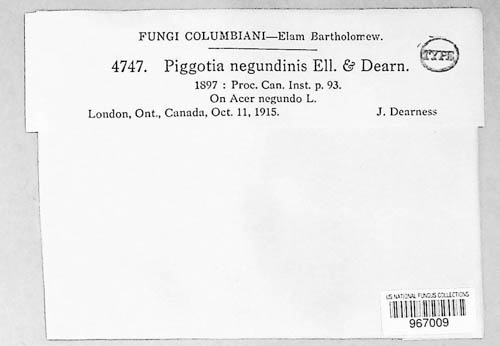 FUNGI COLUMBIANI—Elam Bartholomew.
TYPE
4747. Piggotia negundinis Ell. & Dearn.
1897 : Proc. Can. Inst. p. 93.
On Acer negundo L.
London, Ont., Canada, Oct. 11, 1915. J. Dearness
US NATIONAL FUNGUS COLLECTIONS
967009